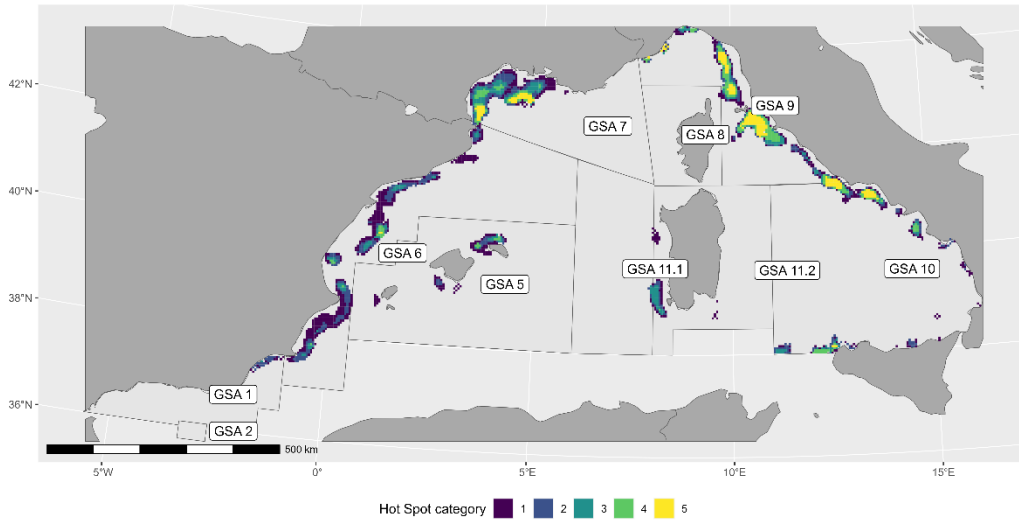 42°N
40°N
38°N
36°N
GSA 9
GSA 7
GSA 8
GSA 6
GSA 5
GSA 11.1
GSA 11.2
GSA 10
GSA 1
GSA 2
500 km
5°W
0°
5°E
10°E
15°E
Hot Spot category 1 2 3 4 5